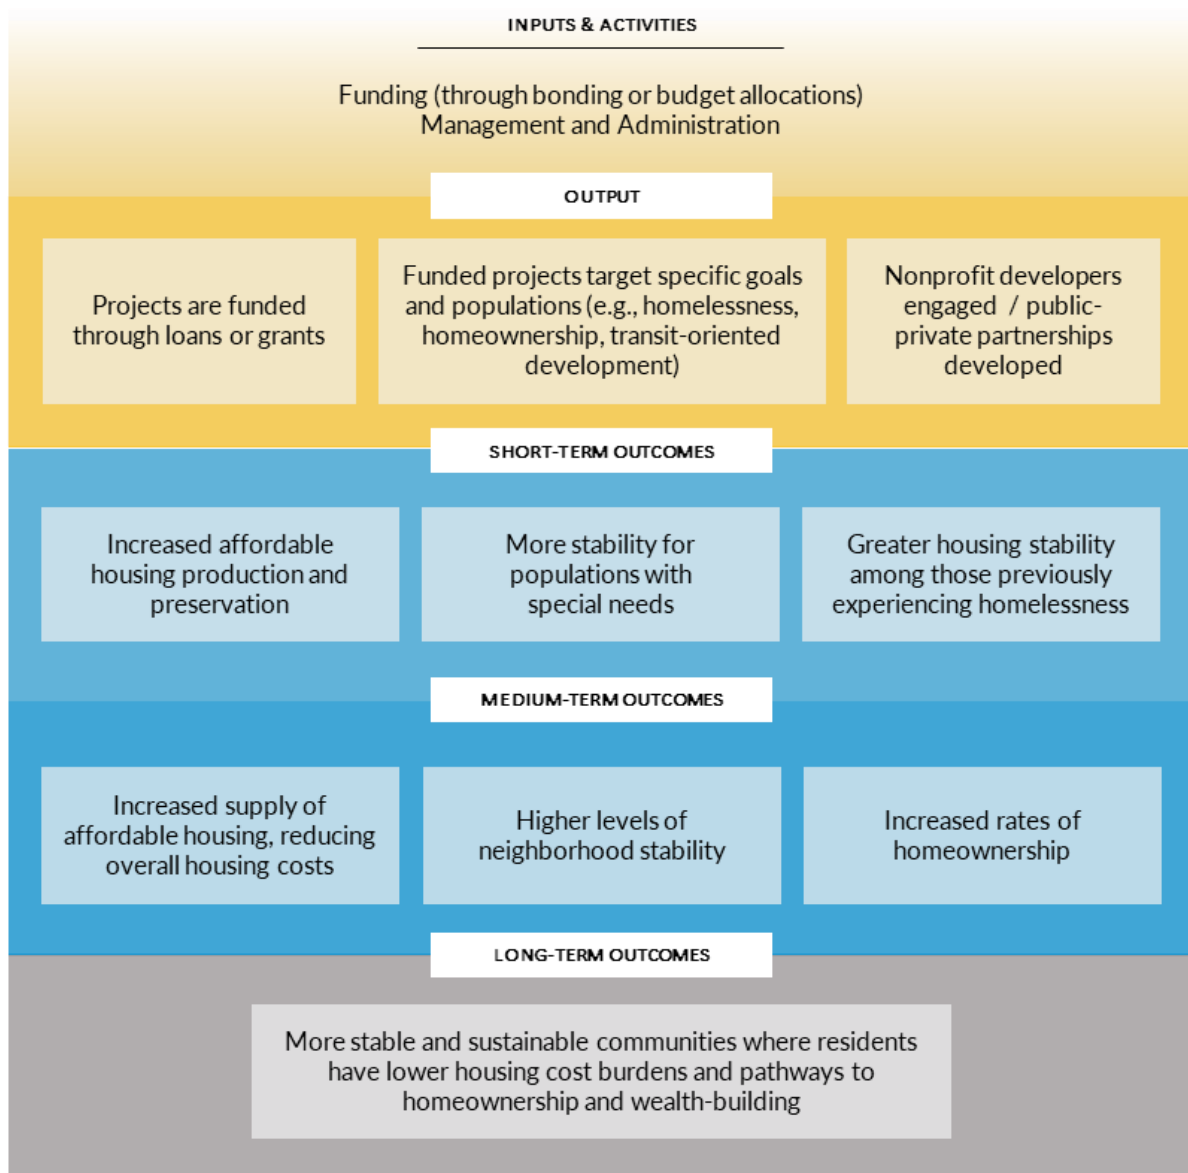 INPUTS & ACTIVITIES
Funding (through bonding or budget allocations)
Management and Administration
OUTPUT
Projects are funded
through loans or grants
Funded projects target specific goals
and populations (e.g., homelessness,
homeownership, transit-oriented
development)
Nonprofit developers
engaged / public-
private partnerships
developed
SHORT-TERM OUTCOMES
Increased affordable
housing production and
preservation
More stability for
populations with
special needs
Greater housing stability
among those previously
experiencing homelessness
MEDIUM-TERM OUTCOMES
Increased supply of
affordable housing, reducing
overall housing costs
Higher levels of
neighborhood stability
Increased rates of
homeownership
LONG-TERM OUTCOMES
More stable and sustainable communities where residents
have lower housing cost burdens and pathways to
homeownership and wealth-building